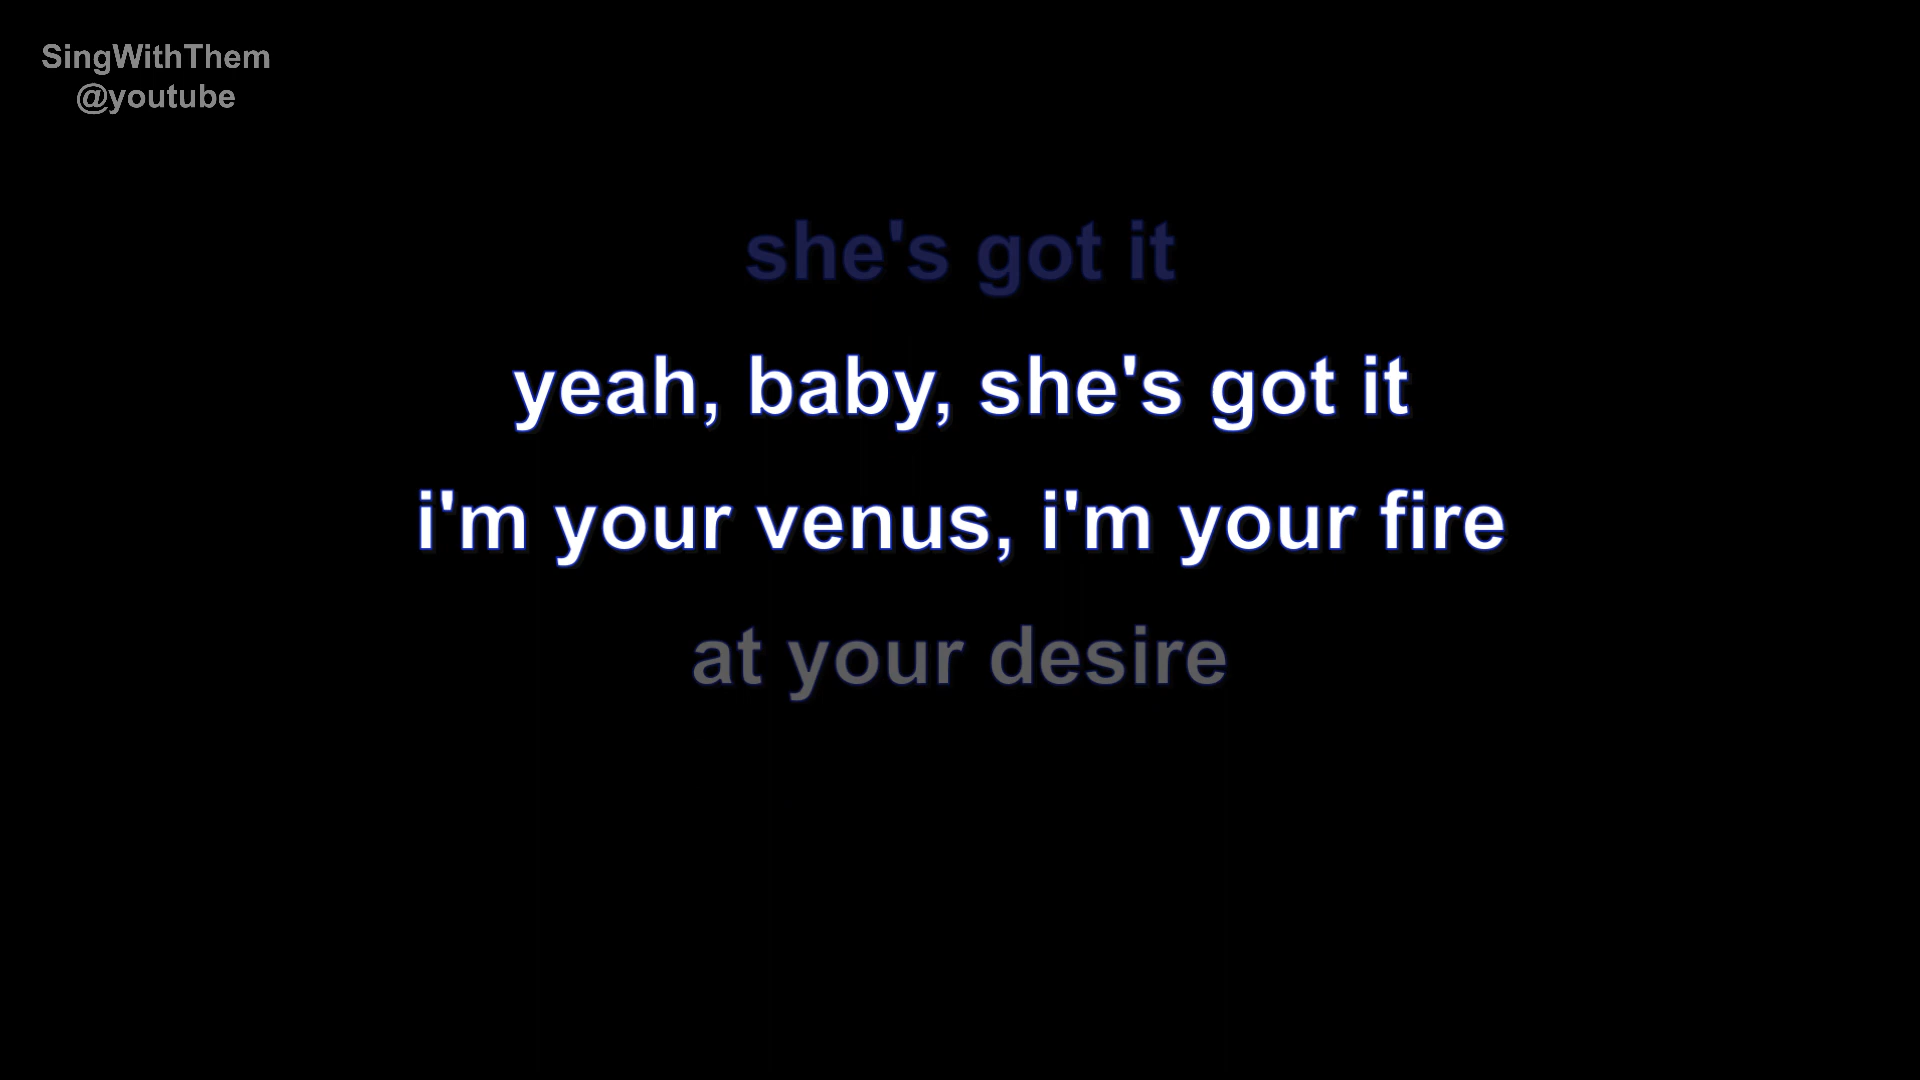 SingWithThem
@youtube
she's got it
yeah, baby, she's got it
i'm your venus, i'm your fire
at your desire